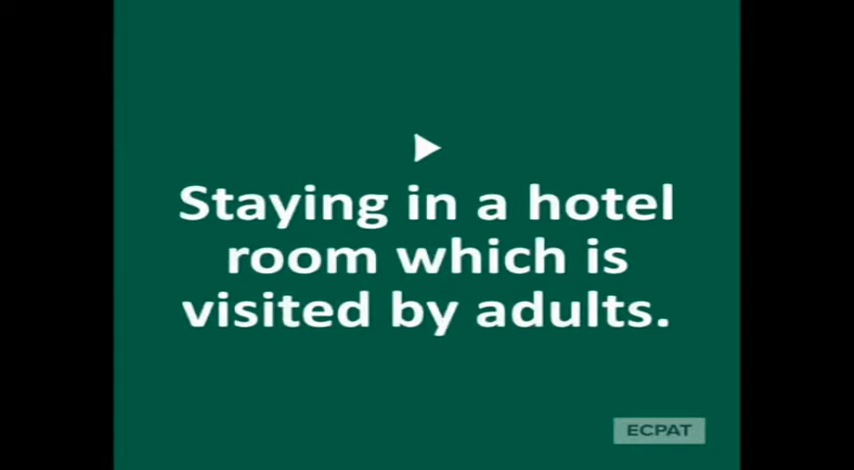 Staying in a hotel
room which is
visited by adults.
ECPAT